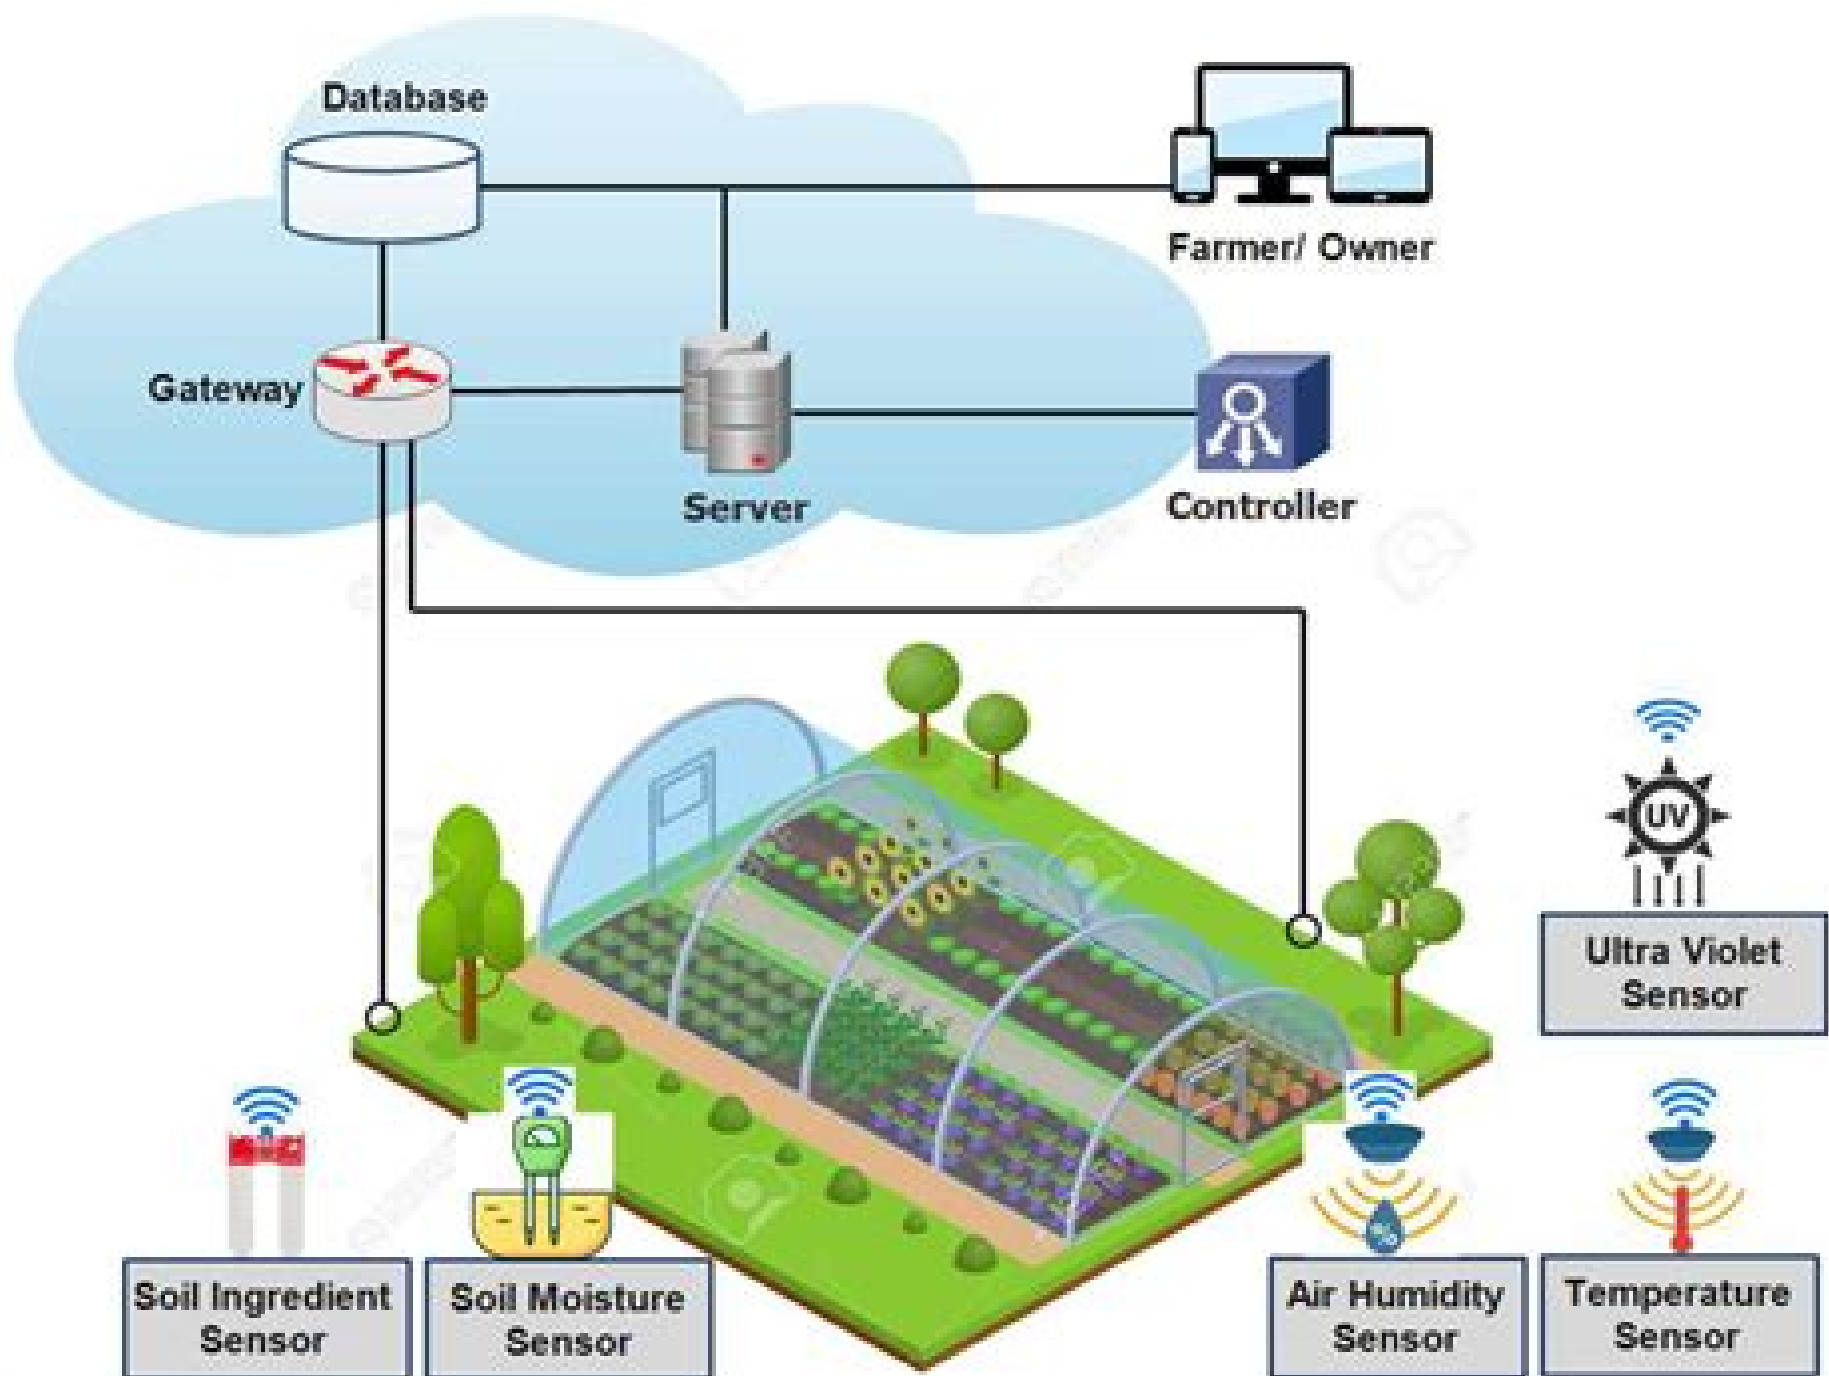 Database
Farmer/ Owner
Gateway
Server
Controller
UV
Ultra Violet
Sensor
Soil Ingredient
Sensor
Soil Moisture
Sensor
Air Humidity
Sensor
Temperature
Sensor
%